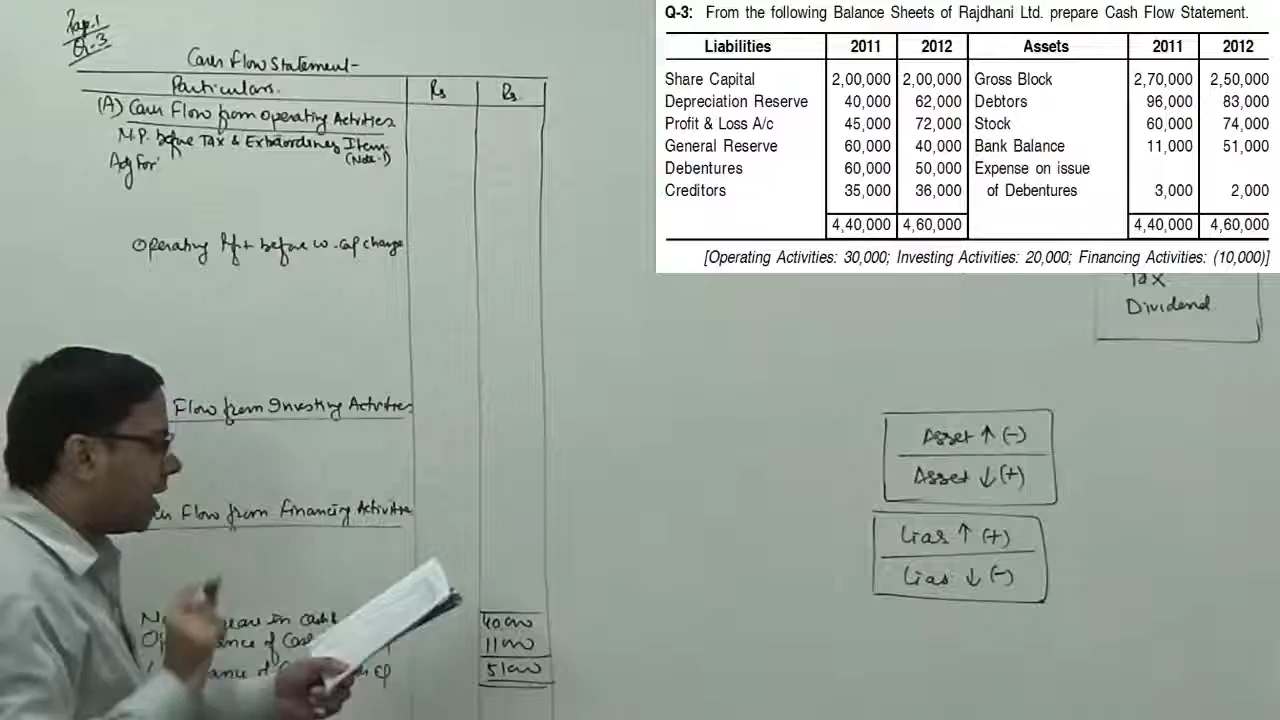 Q-3: From the following Balance Sheets of Rajdhani Ltd. prepare Cash Flow Statement.
Liabilities 2011 2012 Assets 2011 2012
Share Capital 2,00,000 2,00,000 Gross Block 2,70,000 2,50,000
Depreciation Reserve 40,000 62,000 Debtors 96,000 83,000
Profit & Loss A/c 45,000 72,000 Stock 60,000 74,000
General Reserve 60,000 40,000 Bank Balance 11,000 51,000
Debentures 60,000 50,000 Expense on issue
Creditors 35,000 36,000 of Debentures 3,000 2,000
4,40,000 4,60,000 4,40,000 4,60,000
[Operating Activities: 30,000; Investing Activities: 20,000; Financing Activities: (10,000)]
Q-3
Cash Flow Statement-
Particulars. Rs Rs.
(A) Cash Flow from Operating Activities
N.P. before Tax & Extraordinary Item
(Note-1)
Adj for
Operating Pft before w. cap change
Flow from Investing Activities
Flow from Financing Activities
in cash 40000
of Cas 11000
of 51000
Tax
Dividend
Asset ↑ (-)
Asset ↓ (+)
Liab ↑ (+)
Liab ↓ (-)